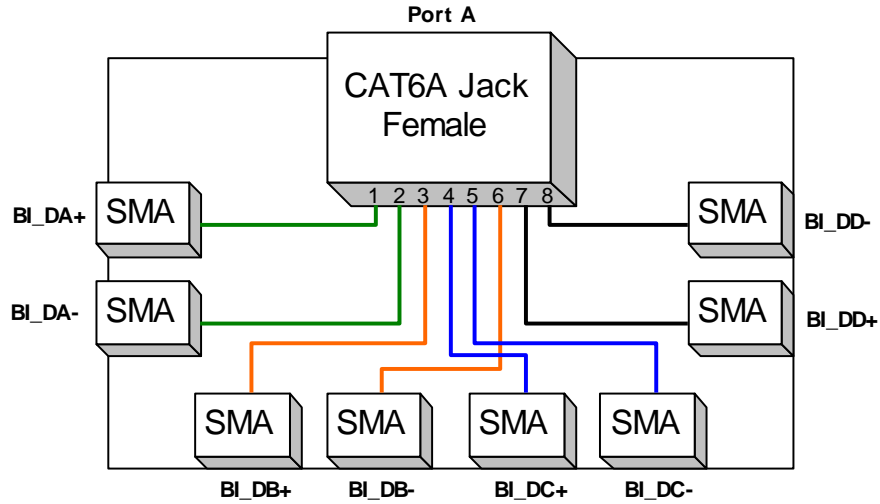 Port A
CAT6A Jack
Female
1 2 3 4 5 6 7 8
BI_DA+
SMA
SMA
BI_DD-
BI_DA-
SMA
SMA
BI_DD+
SMA
SMA
SMA
SMA
BI_DB+
BI_DB-
BI_DC+
BI_DC-